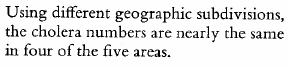 Using different geographic subdivisions,
the cholera numbers are nearly the same
in four of the five areas.